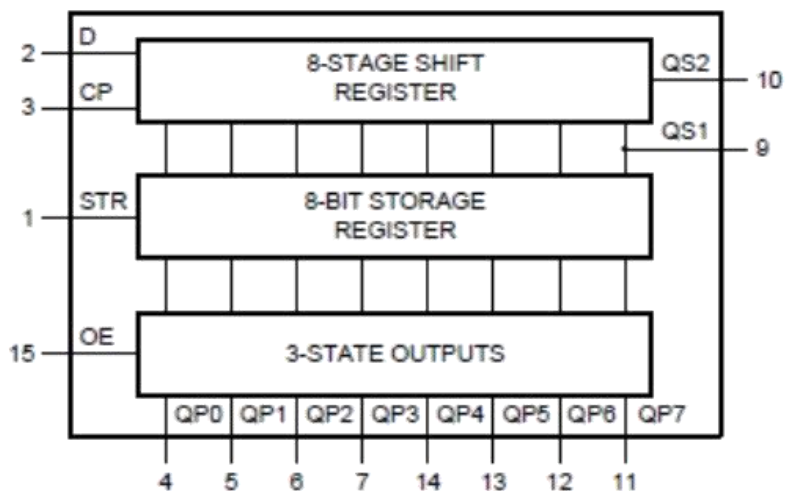 D
2
8-STAGE SHIFT
REGISTER
QS2
10
CP
3
QS1
9
STR
1
8-BIT STORAGE
REGISTER
OE
15
3-STATE OUTPUTS
QP0 QP1 QP2 QP3 QP4 QP5 QP6 QP7
4 5 6 7 14 13 12 11